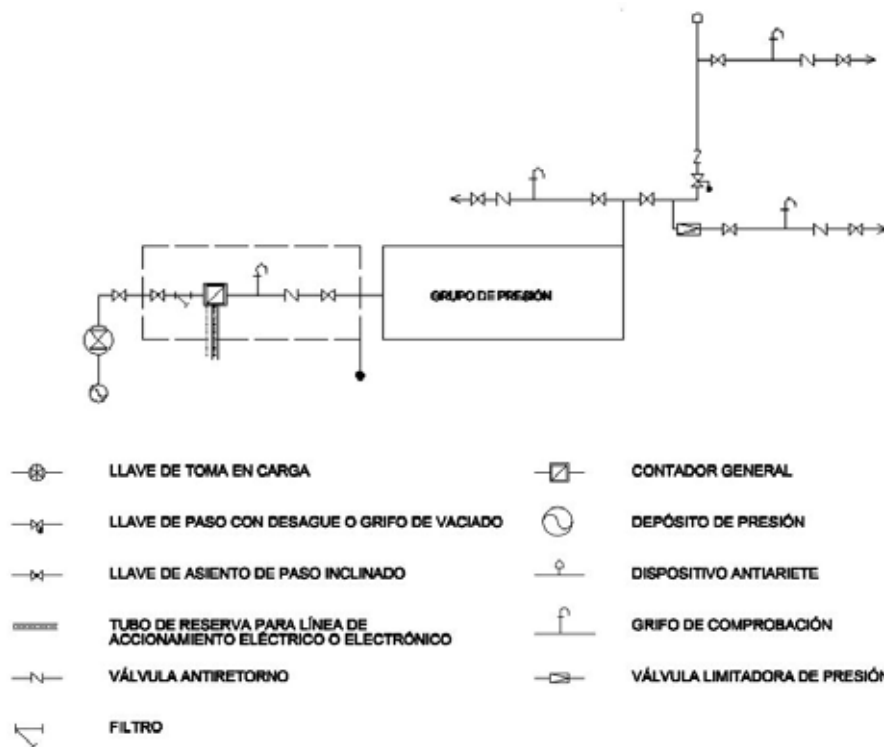 GRUPO DE PRESIÓN
LLAVE DE TOMA EN CARGA
LLAVE DE PASO CON DESAGUE O GRIFO DE VACIADO
LLAVE DE ASIENTO DE PASO INCLINADO
TUBO DE RESERVA PARA LÍNEA DE
ACCIONAMIENTO ELÉCTRICO O ELECTRÓNICO
VÁLVULA ANTIRETORNO
FILTRO
CONTADOR GENERAL
DEPÓSITO DE PRESIÓN
DISPOSITIVO ANTIARIETE
GRIFO DE COMPROBACIÓN
VÁLVULA LIMITADORA DE PRESIÓN